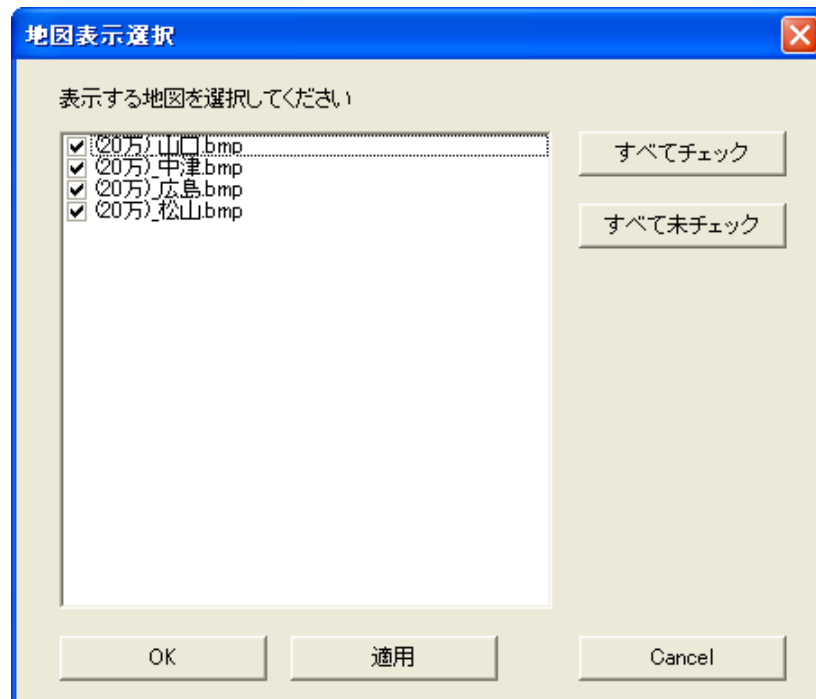 地図表示選択
表示する地図を選択してください
(20万)_山口.bmp
(20万)_中津.bmp
(20万)_広島.bmp
(20万)_松山.bmp
すべてチェック
すべて未チェック
OK
適用
Cancel